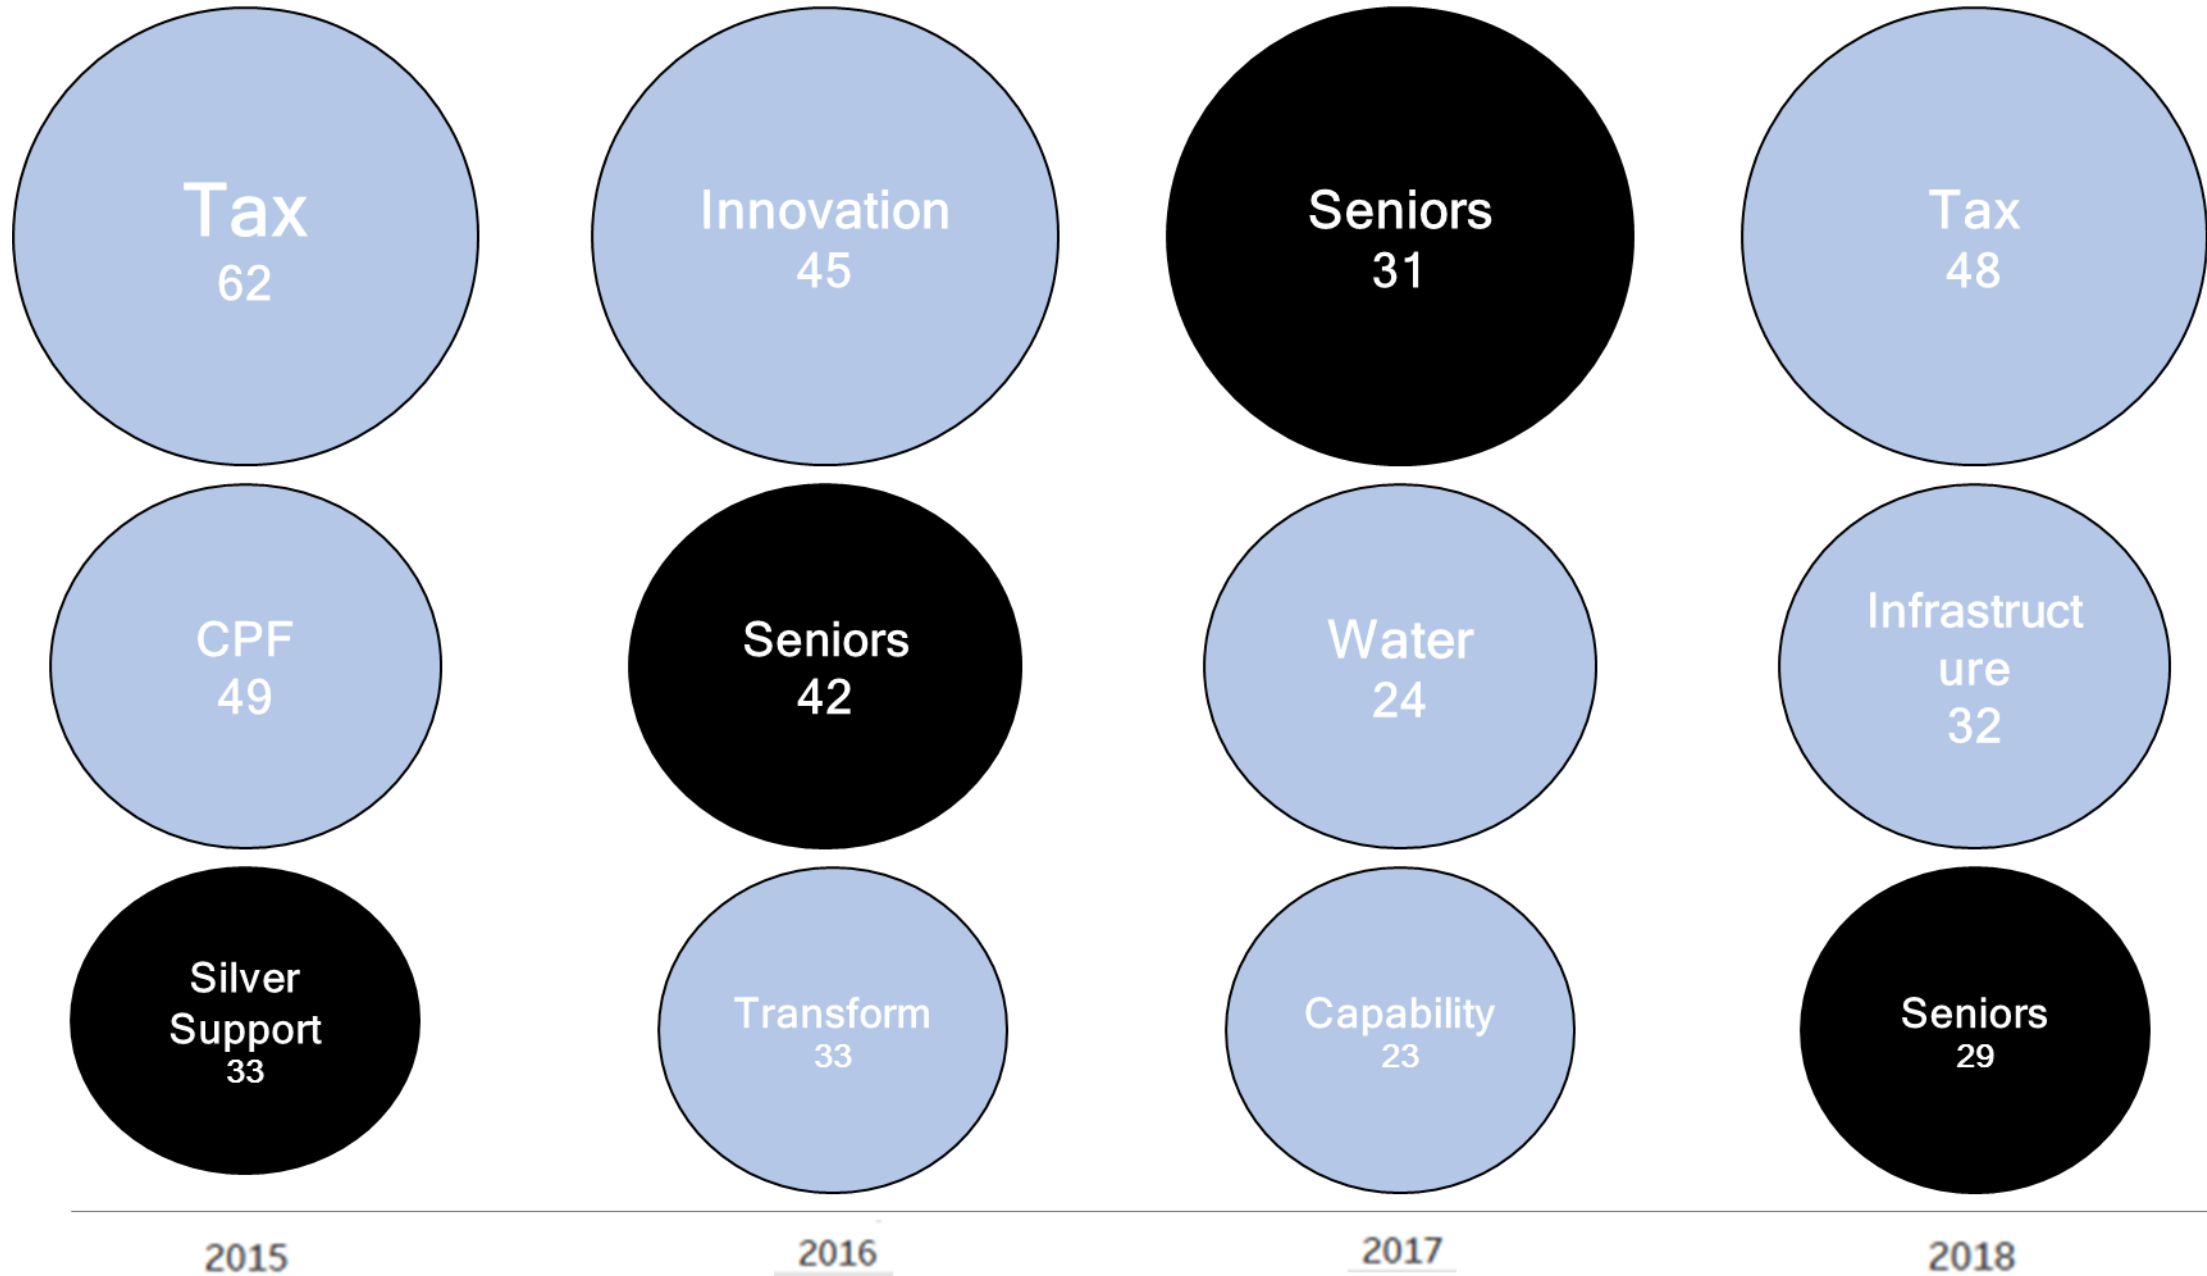 Tax
62
Innovation
45
Seniors
31
Tax
48
CPF
49
Seniors
42
Water
24
Infrastruct
ure
32
Silver
Support
33
Transform
33
Capability
23
Seniors
29
2015
2016
2017
2018